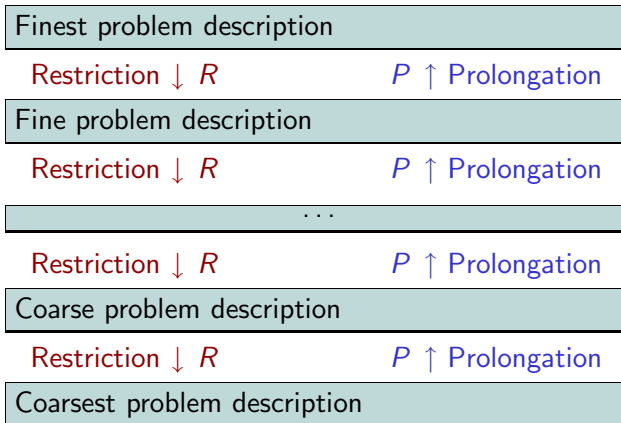 Finest problem description
Restriction ↓ R P ↑ Prolongation
Fine problem description
Restriction ↓ R P ↑ Prolongation
· · ·
Restriction ↓ R P ↑ Prolongation
Coarse problem description
Restriction ↓ R P ↑ Prolongation
Coarsest problem description